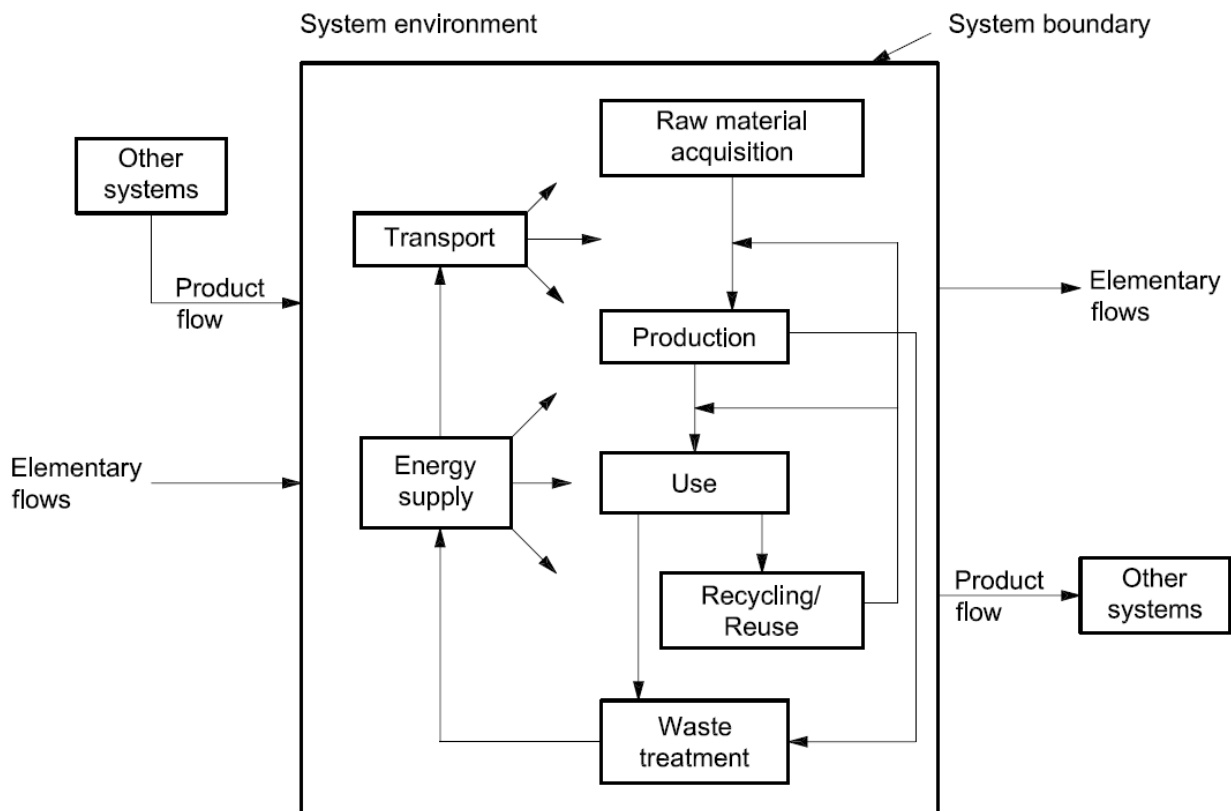 System environment
System boundary
Raw material
acquisition
Other
systems
Transport
Product
flow
Elementary
flows
Production
Elementary
flows
Energy
supply
Use
Recycling/
Reuse
Product
flow
Other
systems
Waste
treatment